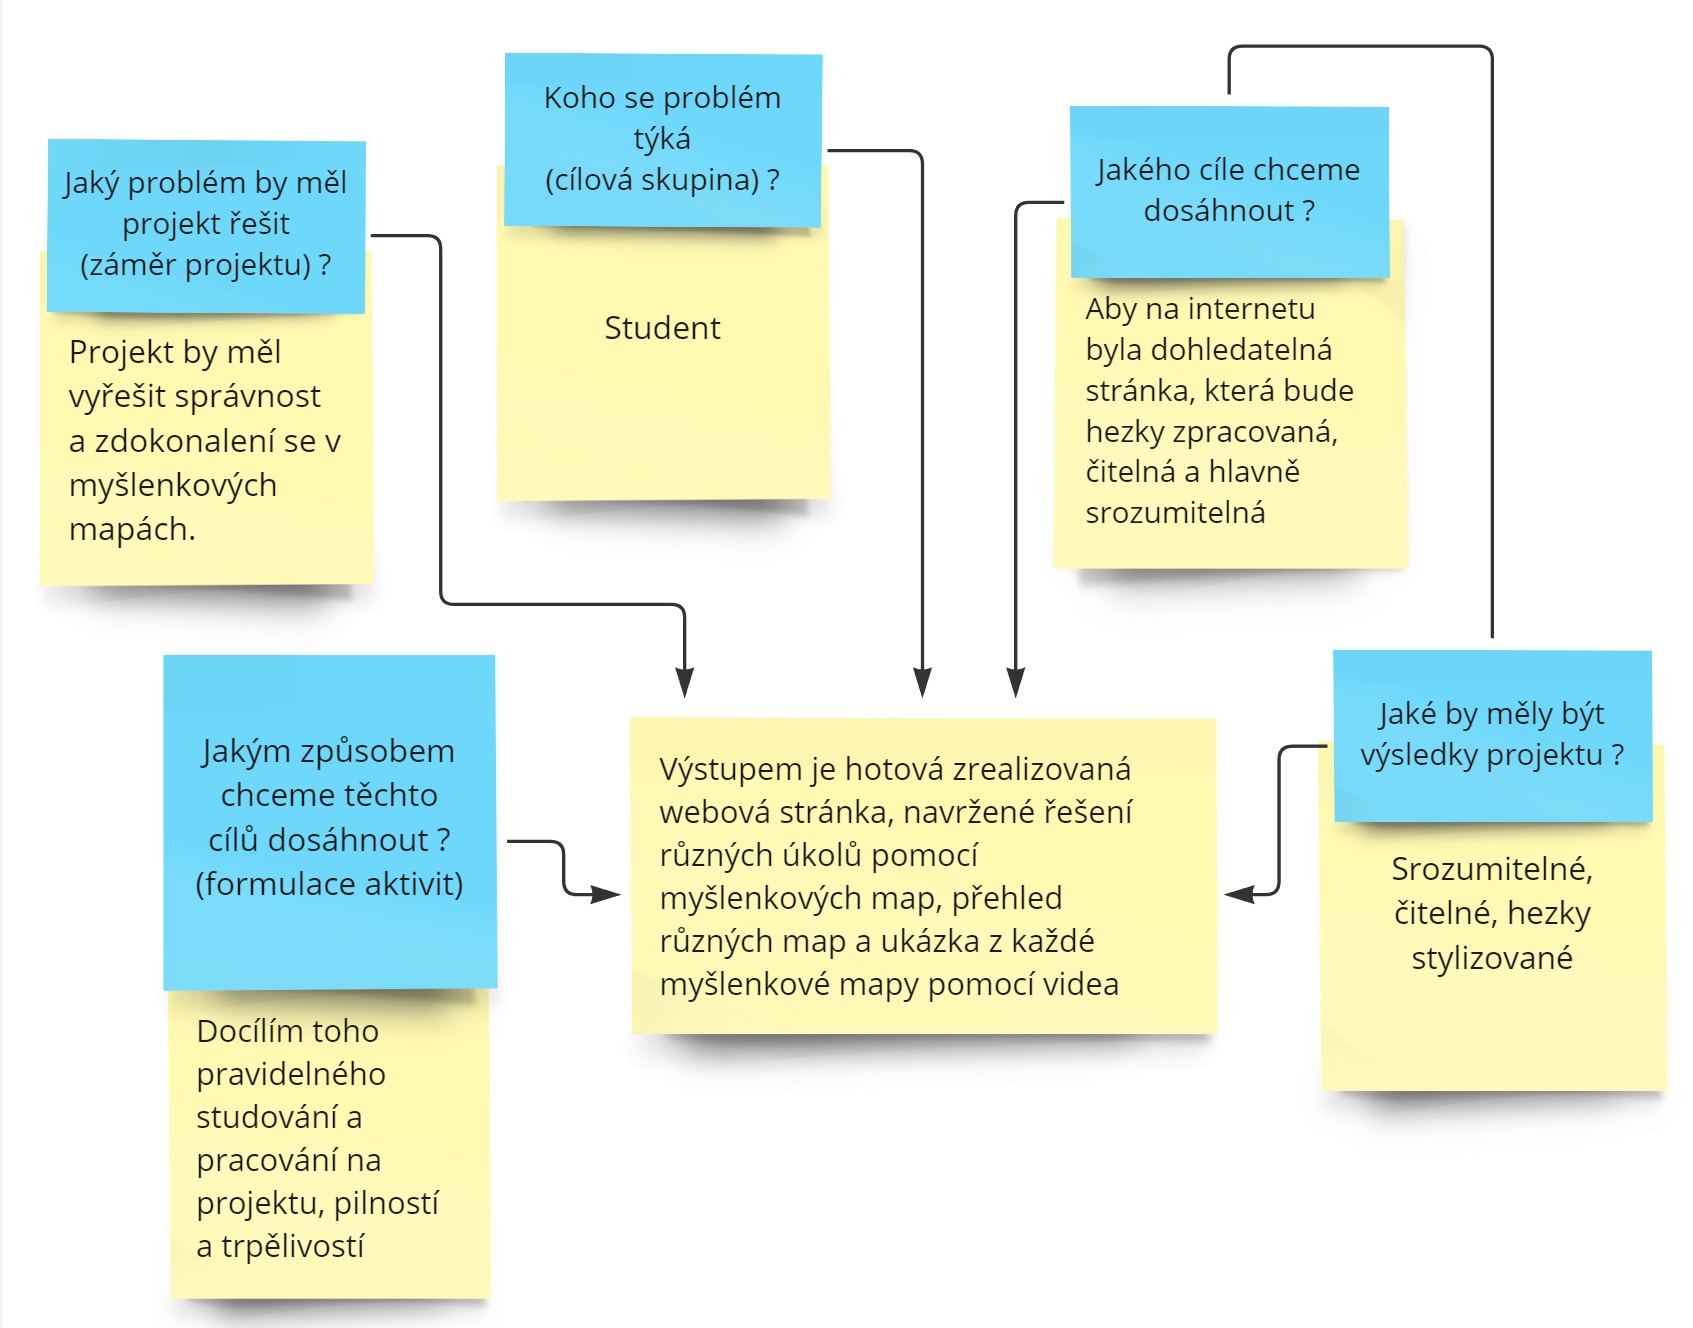 Jaký problém by měl
projekt řešit
(záměr projektu) ?
Projekt by měl
vyřešit správnost
a zdokonalení se v
myšlenkových
mapách.
Koho se problém
týká
(cílová skupina) ?
Student
Jakého cíle chceme
dosáhnout ?
Aby na internetu
byla dohledatelná
stránka, která bude
hezky zpracovaná,
čitelná a hlavně
srozumitelná
Jakým způsobem
chceme těchto
cílů dosáhnout ?
(formulace aktivit)
Docílím toho
pravidelného
studování a
pracování na
projektu, pilností
a trpělivostí
Výstupem je hotová zrealizovaná
webová stránka, navržené řešení
různých úkolů pomocí
myšlenkových map, přehled
různých map a ukázka z každé
myšlenkové mapy pomocí videa
Jaké by měly být
výsledky projektu ?
Srozumitelné,
čitelné, hezky
stylizované